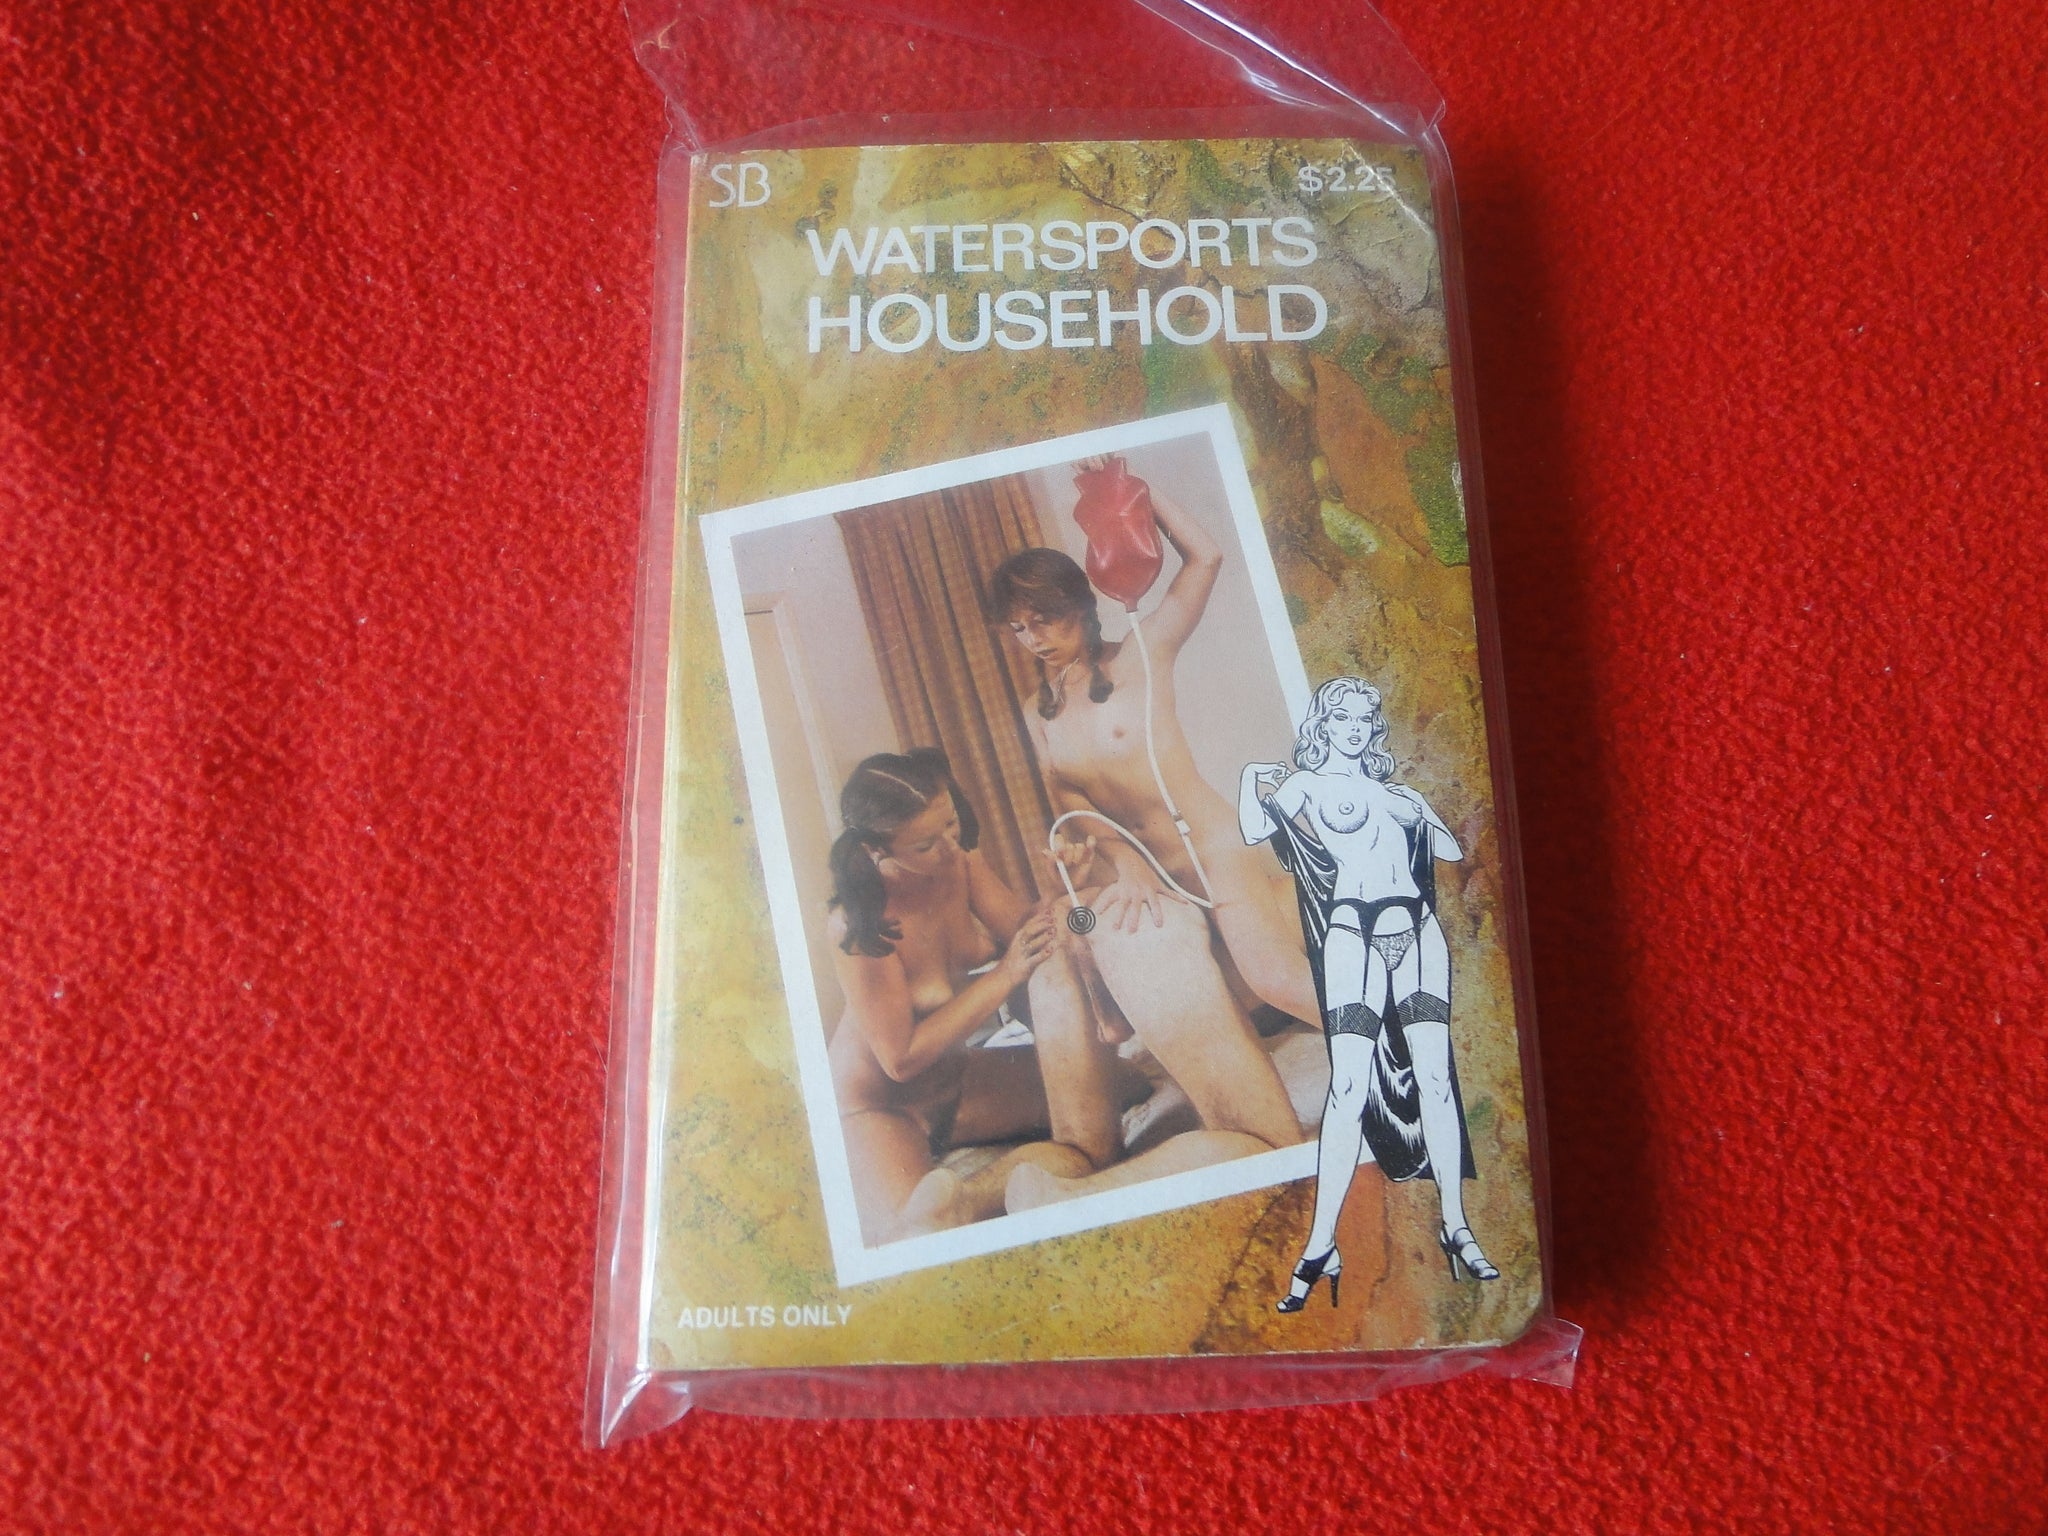 SB
$2.25
WATERSPORTS
HOUSEHOLD
ADULTS ONLY